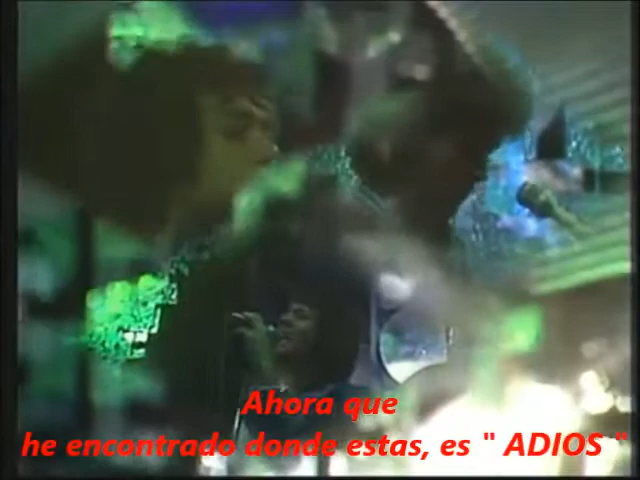 Ahora que
he encontrado donde estas, es " ADIOS "